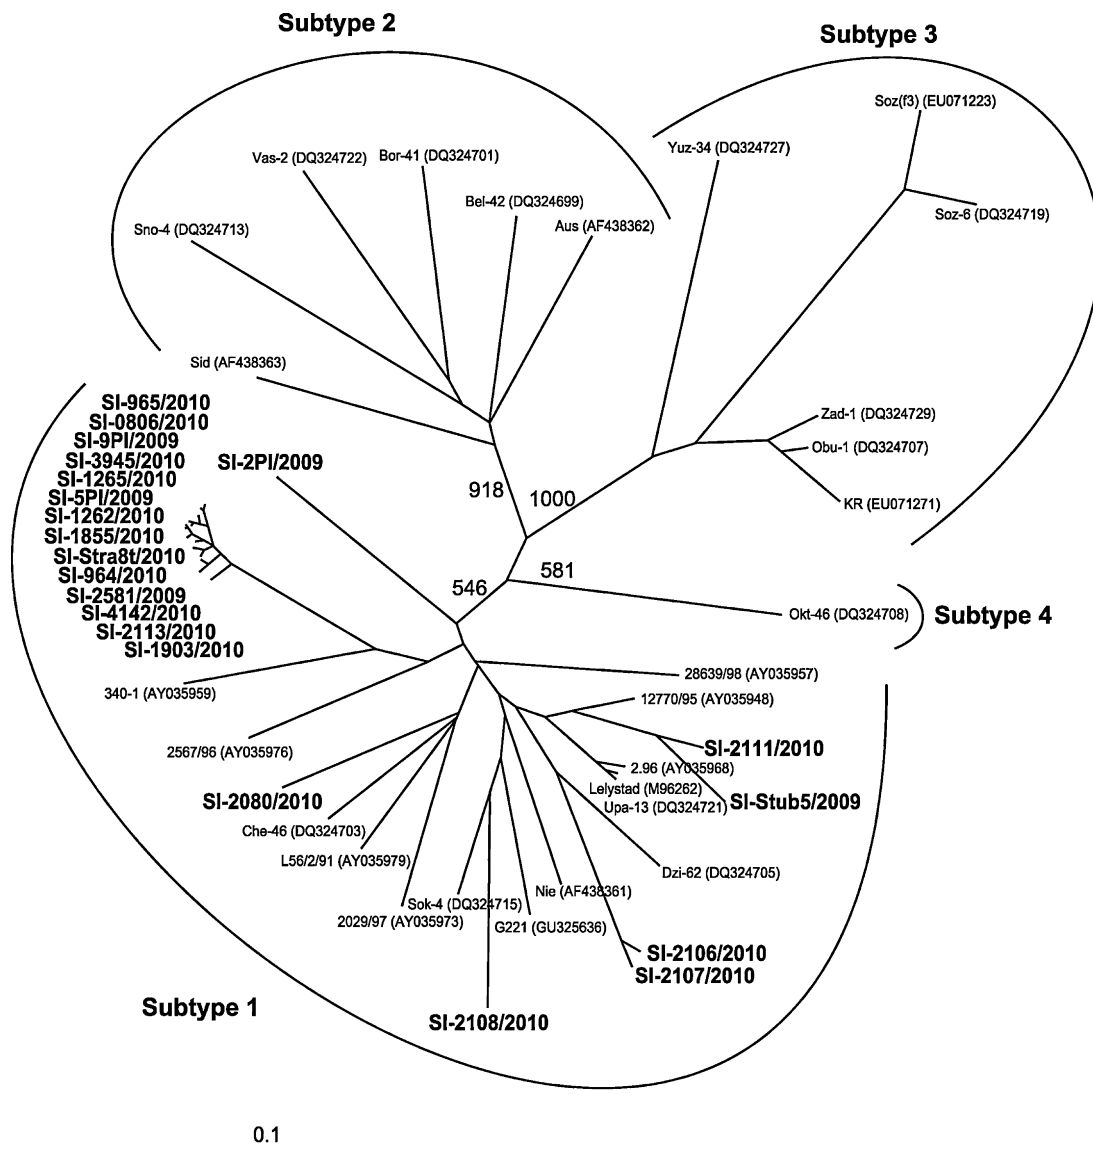 Subtype 2
Subtype 3
Soz(f3) (EU071223)
Yuz-34 (DQ324727)
Vas-2 (DQ324722)
Bor-41 (DQ324701)
Bel-42 (DQ324699)
Soz-6 (DQ324719)
Aus (AF438362)
Sno-4 (DQ324713)
Sid (AF438363)
SI-965/2010
SI-0806/2010
SI-9PI/2009
SI-3945/2010
SI-1265/2010
SI-5PI/2009
SI-1262/2010
SI-1855/2010
SI-Stra8t/2010
SI-964/2010
SI-2581/2009
SI-4142/2010
SI-2113/2010
SI-1903/2010
SI-2PI/2009
Zad-1 (DQ324729)
Obu-1 (DQ324707)
KR (EU071271)
918
1000
581
546
Okt-46 (DQ324708)
Subtype 4
28639/98 (AY035957)
340-1 (AY035959)
12770/95 (AY035948)
2567/96 (AY035976)
SI-2111/2010
2.96 (AY035968)
Lelystad (M96262)
Upa-13 (DQ324721)
SI-Stub5/2009
SI-2080/2010
Che-46 (DQ324703)
L56/2/91 (AY035979)
Dzi-62 (DQ324705)
Nie (AF438361)
Sok-4 (DQ324715)
2029/97 (AY035973)
G221 (GU325636)
SI-2106/2010
SI-2107/2010
Subtype 1
SI-2108/2010
0.1